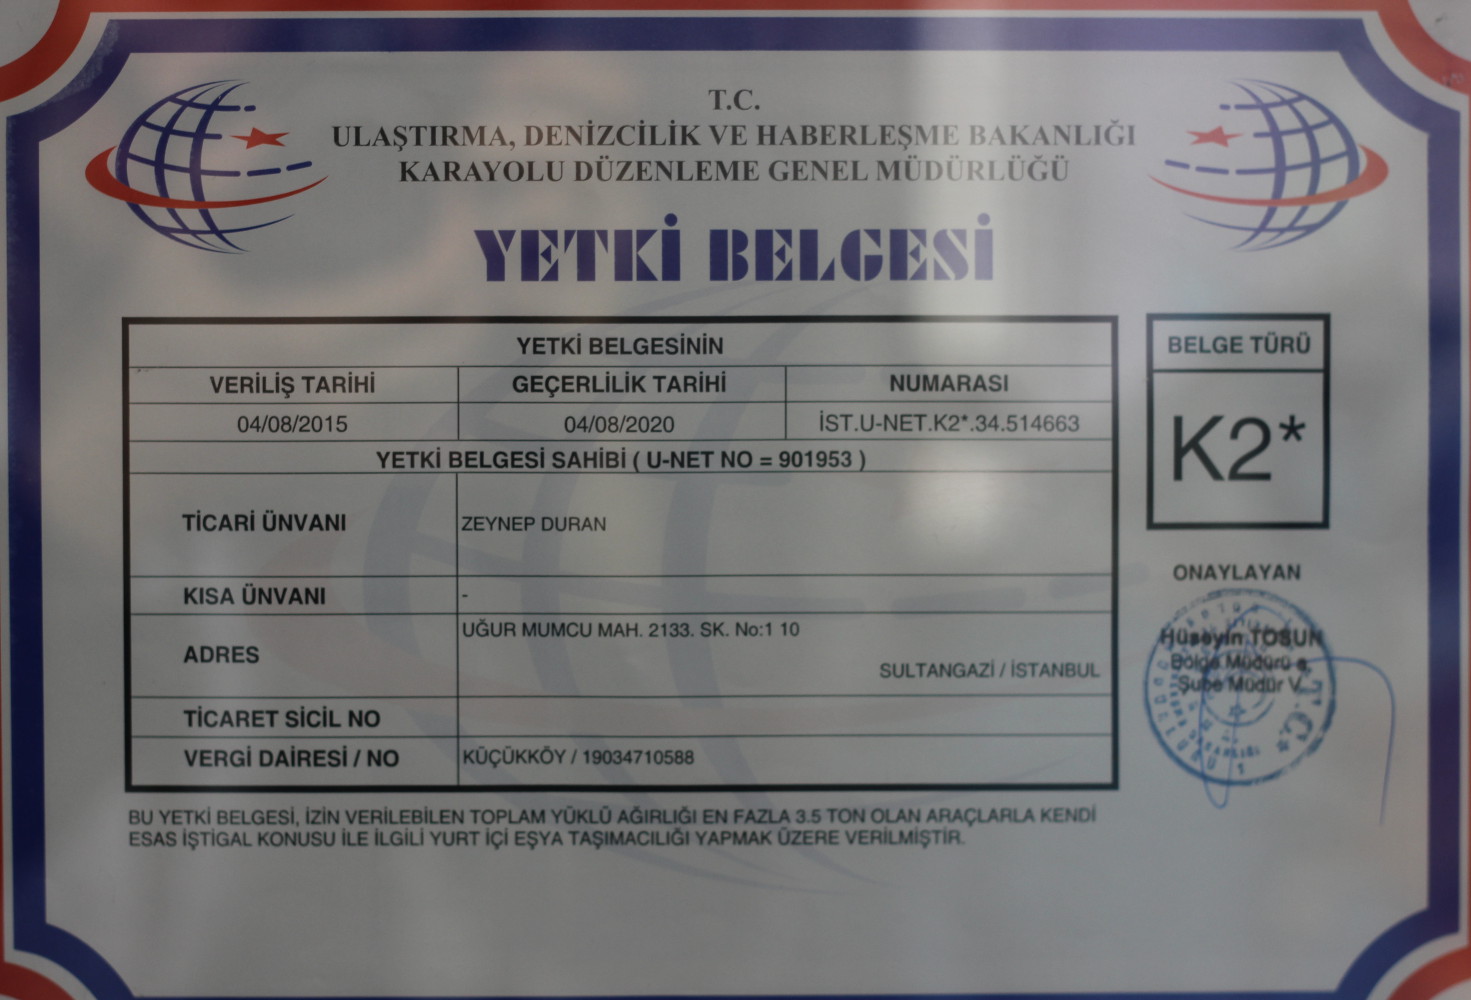 T.C.
ULAŞTIRMA, DENİZCİLİK VE HABERLEŞME BAKANLIĞI
KARAYOLU DÜZENLEME GENEL MÜDÜRLÜĞÜ
YETKİ BELGESİ
YETKİ BELGESİNİN
VERİLİŞ TARİHİ GEÇERLİLİK TARİHİ NUMARASI
04/08/2015 04/08/2020 İST.U-NET.K2*.34.514663
YETKİ BELGESİ SAHİBİ ( U-NET NO = 901953 )
TİCARİ ÜNVANI ZEYNEP DURAN
KISA ÜNVANI -
ADRES UĞUR MUMCU MAH. 2133. SK. No:1 10
SULTANGAZİ / İSTANBUL
TİCARET SİCİL NO
VERGİ DAİRESİ / NO KÜÇÜKKÖY / 19034710588
BU YETKİ BELGESİ, İZİN VERİLEBİLEN TOPLAM YÜKLÜ AĞIRLIĞI EN FAZLA 3.5 TON OLAN ARAÇLARLA KENDİ
ESAS İŞTİGAL KONUSU İLE İLGİLİ YURT İÇİ EŞYA TAŞIMACILIĞI YAPMAK ÜZERE VERİLMİŞTİR.
BELGE TÜRÜ
K2*
ONAYLAYAN
Hüseyin TOSUN
Bölge Müdürü a.
Şube Müdür V.